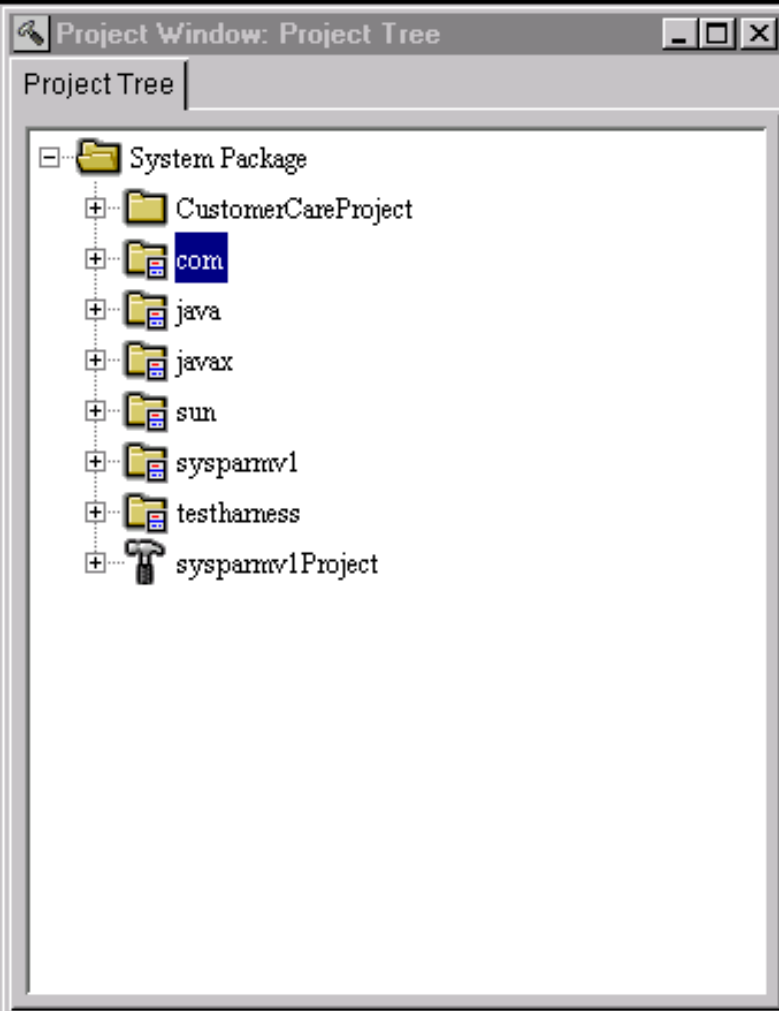 Project Window: Project Tree
Project Tree
System Package
CustomerCareProject
com
java
javax
sun
sysparmv1
testharness
sysparmv1Project